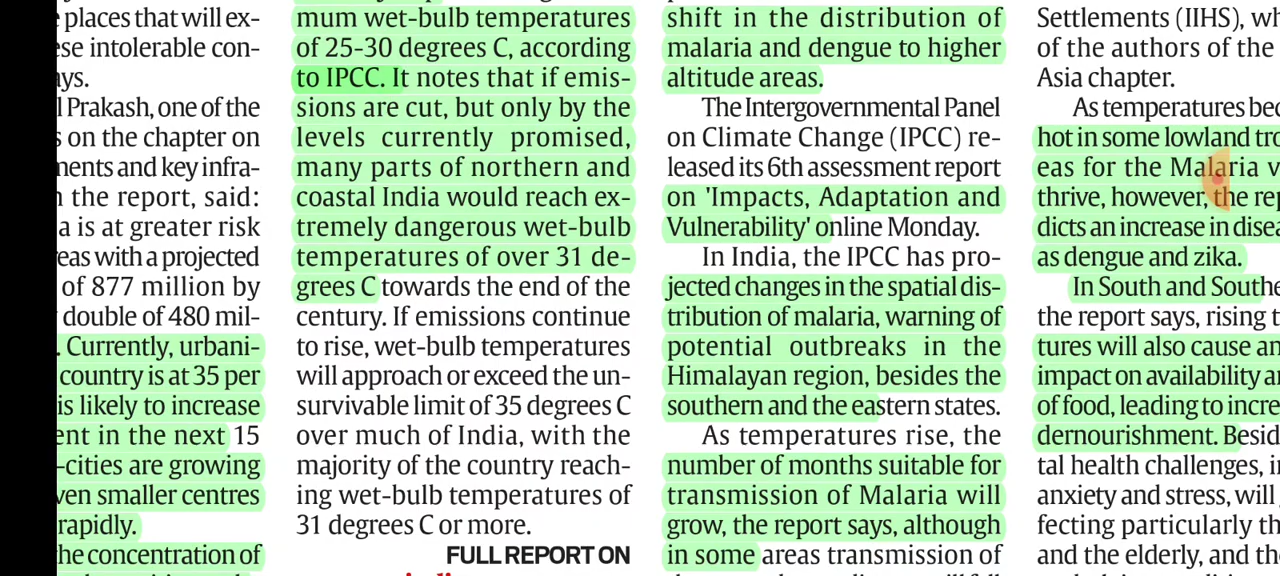 places that will ex-
ese intolerable con-
ays.
l Prakash, one of the
s on the chapter on
ments and key infra-
n the report, said:
a is at greater risk
reas with a projected
of 877 million by
double of 480 mil-
. Currently, urbani-
country is at 35 per
is likely to increase
ent in the next 15
-cities are growing
ven smaller centres
rapidly.
he concentration of
mum wet-bulb temperatures
of 25-30 degrees C, according
to IPCC. It notes that if emis-
sions are cut, but only by the
levels currently promised,
many parts of northern and
coastal India would reach ex-
tremely dangerous wet-bulb
temperatures of over 31 de-
grees C towards the end of the
century. If emissions continue
to rise, wet-bulb temperatures
will approach or exceed the un-
survivable limit of 35 degrees C
over much of India, with the
majority of the country reach-
ing wet-bulb temperatures of
31 degrees C or more.
FULL REPORT ON
shift in the distribution of
malaria and dengue to higher
altitude areas.
The Intergovernmental Panel
on Climate Change (IPCC) re-
leased its 6th assessment report
on 'Impacts, Adaptation and
Vulnerability' online Monday.
In India, the IPCC has pro-
jected changes in the spatial dis-
tribution of malaria, warning of
potential outbreaks in the
Himalayan region, besides the
southern and the eastern states.
As temperatures rise, the
number of months suitable for
transmission of Malaria will
grow, the report says, although
in some areas transmission of
Settlements (IIHS), wh
of the authors of the
Asia chapter.
As temperatures bec
hot in some lowland tro
eas for the Malaria v
thrive, however, the rep
dicts an increase in disea
as dengue and zika.
In South and Southe
the report says, rising t
tures will also cause an
impact on availability a
of food, leading to incre
dernourishment. Besid
tal health challenges, i
anxiety and stress, will
fecting particularly th
and the elderly, and th